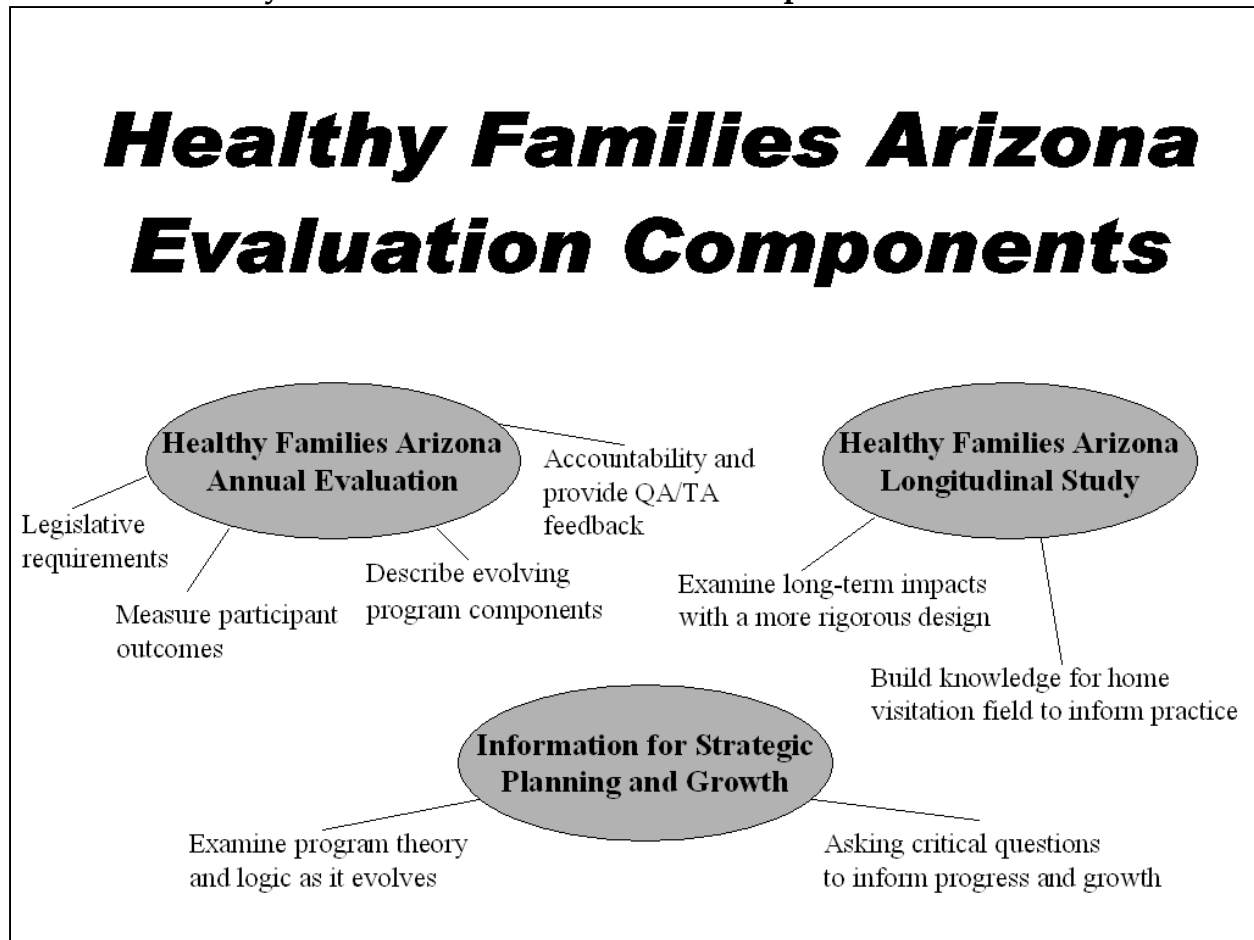 Healthy Families Arizona
Evaluation Components
Healthy Families Arizona
Annual Evaluation
Legislative
requirements
Measure participant
outcomes
Describe evolving
program components
Accountability and
provide QA/TA
feedback
Healthy Families Arizona
Longitudinal Study
Examine long-term impacts
with a more rigorous design
Build knowledge for home
visitation field to inform practice
Information for Strategic
Planning and Growth
Examine program theory
and logic as it evolves
Asking critical questions
to inform progress and growth